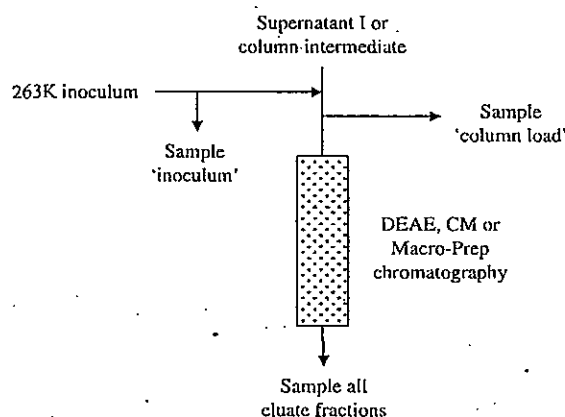 Supernatant I or
column intermediate
263K inoculum
Sample
'inoculum'
Sample
'column load'
DEAE, CM or
Macro-Prep
chromatography
Sample all
eluate fractions